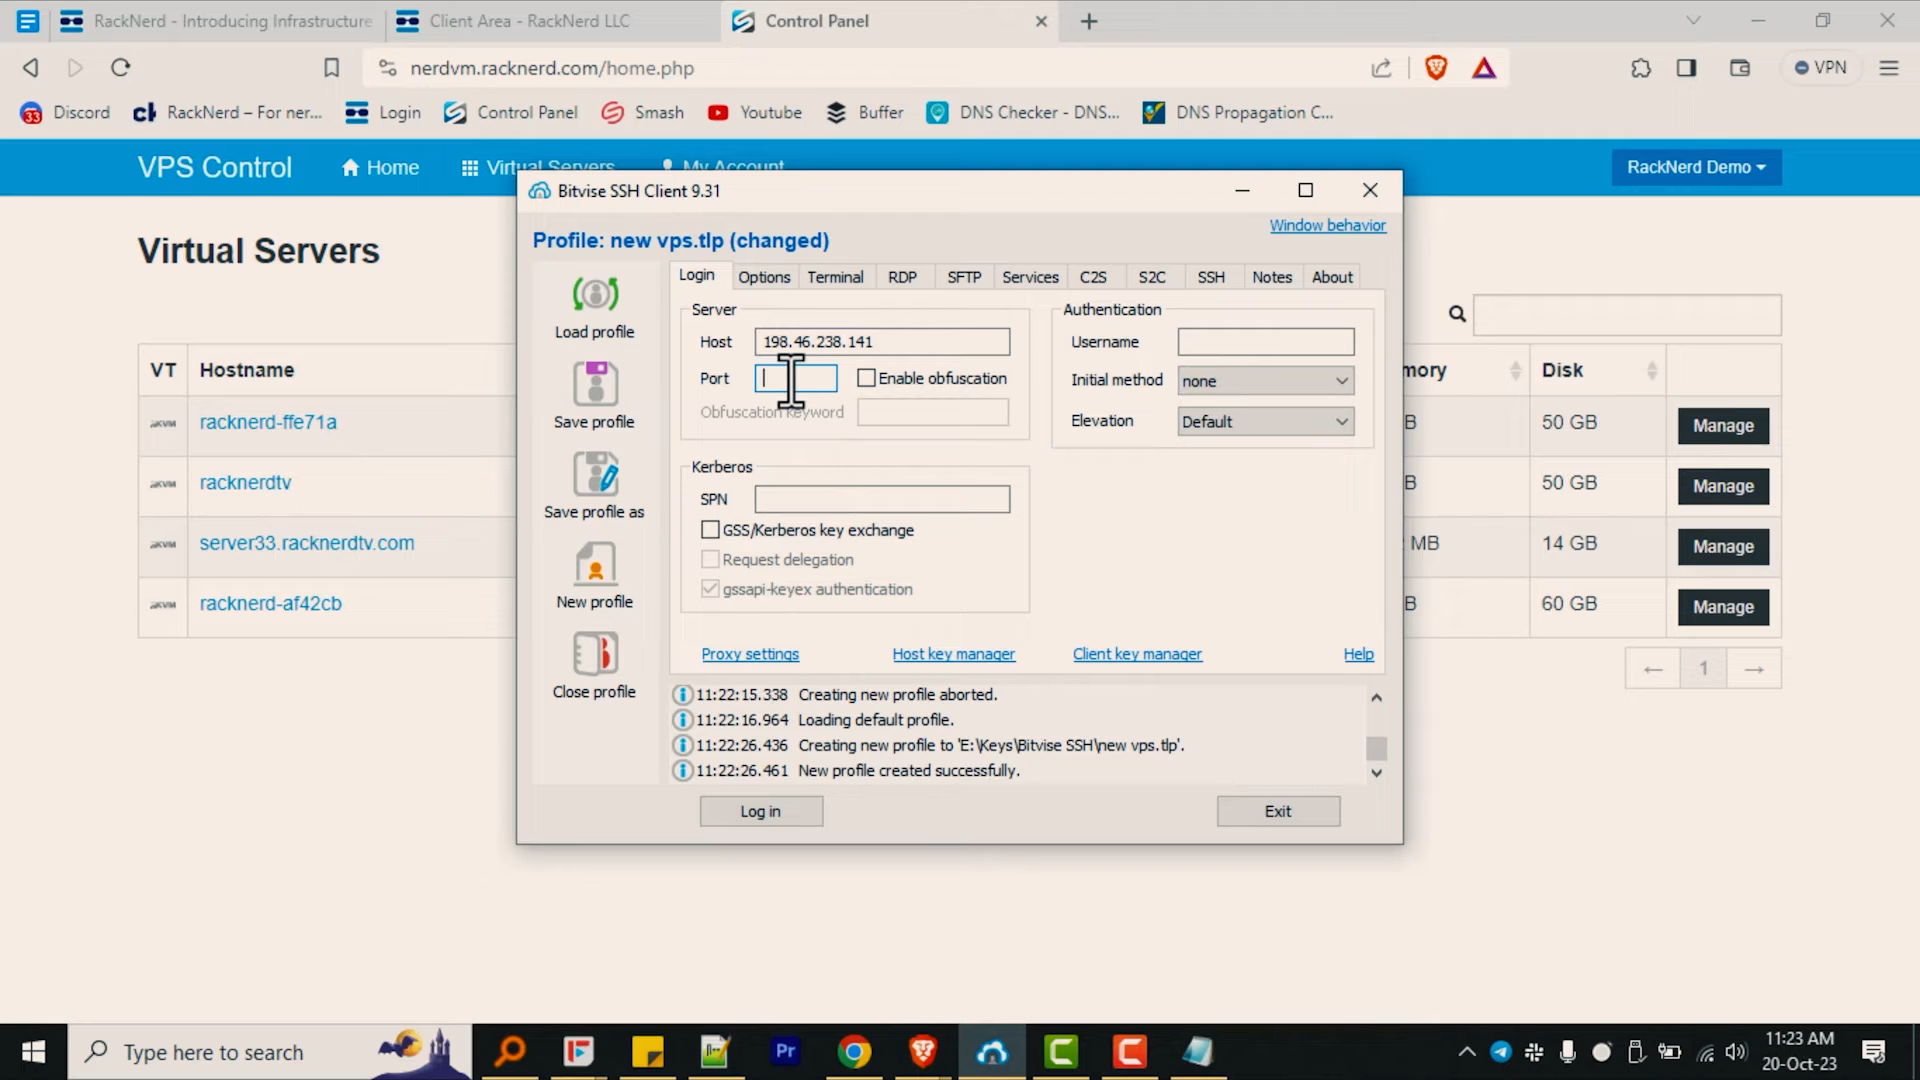 RackNerd - Introducing Infrastructure
Client Area - RackNerd LLC
Control Panel
nerdvm.racknerd.com/home.php
VPN
33
Discord
RackNerd – For ner...
Login
Control Panel
Smash
Youtube
Buffer
DNS Checker - DNS...
DNS Propagation C...
VPS Control
Home
Virtual Servers
My Account
RackNerd Demo
Virtual Servers
VT
Hostname
mory
Disk
racknerd-ffe71a
B
50 GB
Manage
racknerdtv
B
50 GB
Manage
server33.racknerdtv.com
MB
14 GB
Manage
racknerd-af42cb
B
60 GB
Manage
← 1 →
Bitvise SSH Client 9.31
Window behavior
Profile: new vps.tlp (changed)
Load profile
Save profile
Save profile as
New profile
Close profile
Login
Options
Terminal
RDP
SFTP
Services
C2S
S2C
SSH
Notes
About
Server
Host
198.46.238.141
Port
Enable obfuscation
Obfuscation keyword
Authentication
Username
Initial method
none
Elevation
Default
Kerberos
SPN
GSS/Kerberos key exchange
Request delegation
gssapi-keyex authentication
Proxy settings
Host key manager
Client key manager
Help
11:22:15.338 Creating new profile aborted.
11:22:16.964 Loading default profile.
11:22:26.436 Creating new profile to 'E:\Keys\Bitvise SSH\new vps.tlp'.
11:22:26.461 New profile created successfully.
Log in
Exit
Type here to search
Pr
11:23 AM
20-Oct-23